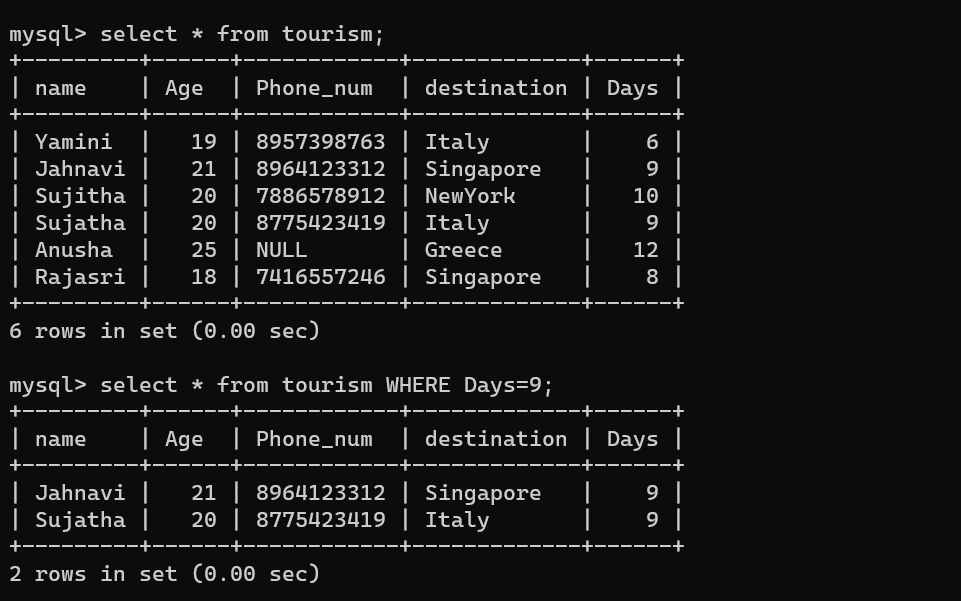 mysql> select * from tourism;
+---------+------+------------+-------------+------+
| name    | Age  | Phone_num  | destination | Days |
+---------+------+------------+-------------+------+
| Yamini  |   19 | 8957398763 | Italy       |    6 |
| Jahnavi |   21 | 8964123312 | Singapore   |    9 |
| Sujitha |   20 | 7886578912 | NewYork     |   10 |
| Sujatha |   20 | 8775423419 | Italy       |    9 |
| Anusha  |   25 | NULL       | Greece      |   12 |
| Rajasri |   18 | 7416557246 | Singapore   |    8 |
+---------+------+------------+-------------+------+
6 rows in set (0.00 sec)

mysql> select * from tourism WHERE Days=9;
+---------+------+------------+-------------+------+
| name    | Age  | Phone_num  | destination | Days |
+---------+------+------------+-------------+------+
| Jahnavi |   21 | 8964123312 | Singapore   |    9 |
| Sujatha |   20 | 8775423419 | Italy       |    9 |
+---------+------+------------+-------------+------+
2 rows in set (0.00 sec)